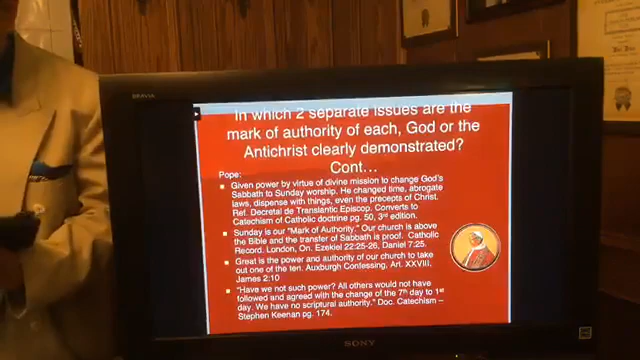 BRAVIA
In which 2 separate issues are the
mark of authority of each, God or the
Antichrist clearly demonstrated?
Cont...
Pope:
Given power by virtue of divine mission to change God's
Sabbath to Sunday worship. He changed time, abrogate
laws, dispense with things, even the precepts of Christ.
Ref. Decretal de Translantic Episcop. Converts to
Catechism of Catholic doctrine pg. 50, 3rd edition.
Sunday is our "Mark of Authority." Our church is above
the Bible and the transfer of Sabbath is proof. Catholic
Record. London, On. Ezekiel 22:25-26, Daniel 7:25.
Great is the power and authority of our church to take
out one of the ten. Auxburgh Confessing, Art. XXVIII,
James 2:10
"Have we not such power? All others would not have
followed and agreed with the change of the 7th day to 1st
day. We have no scriptural authority." Doc. Catechism –
Stephen Keenan pg. 174.
SONY